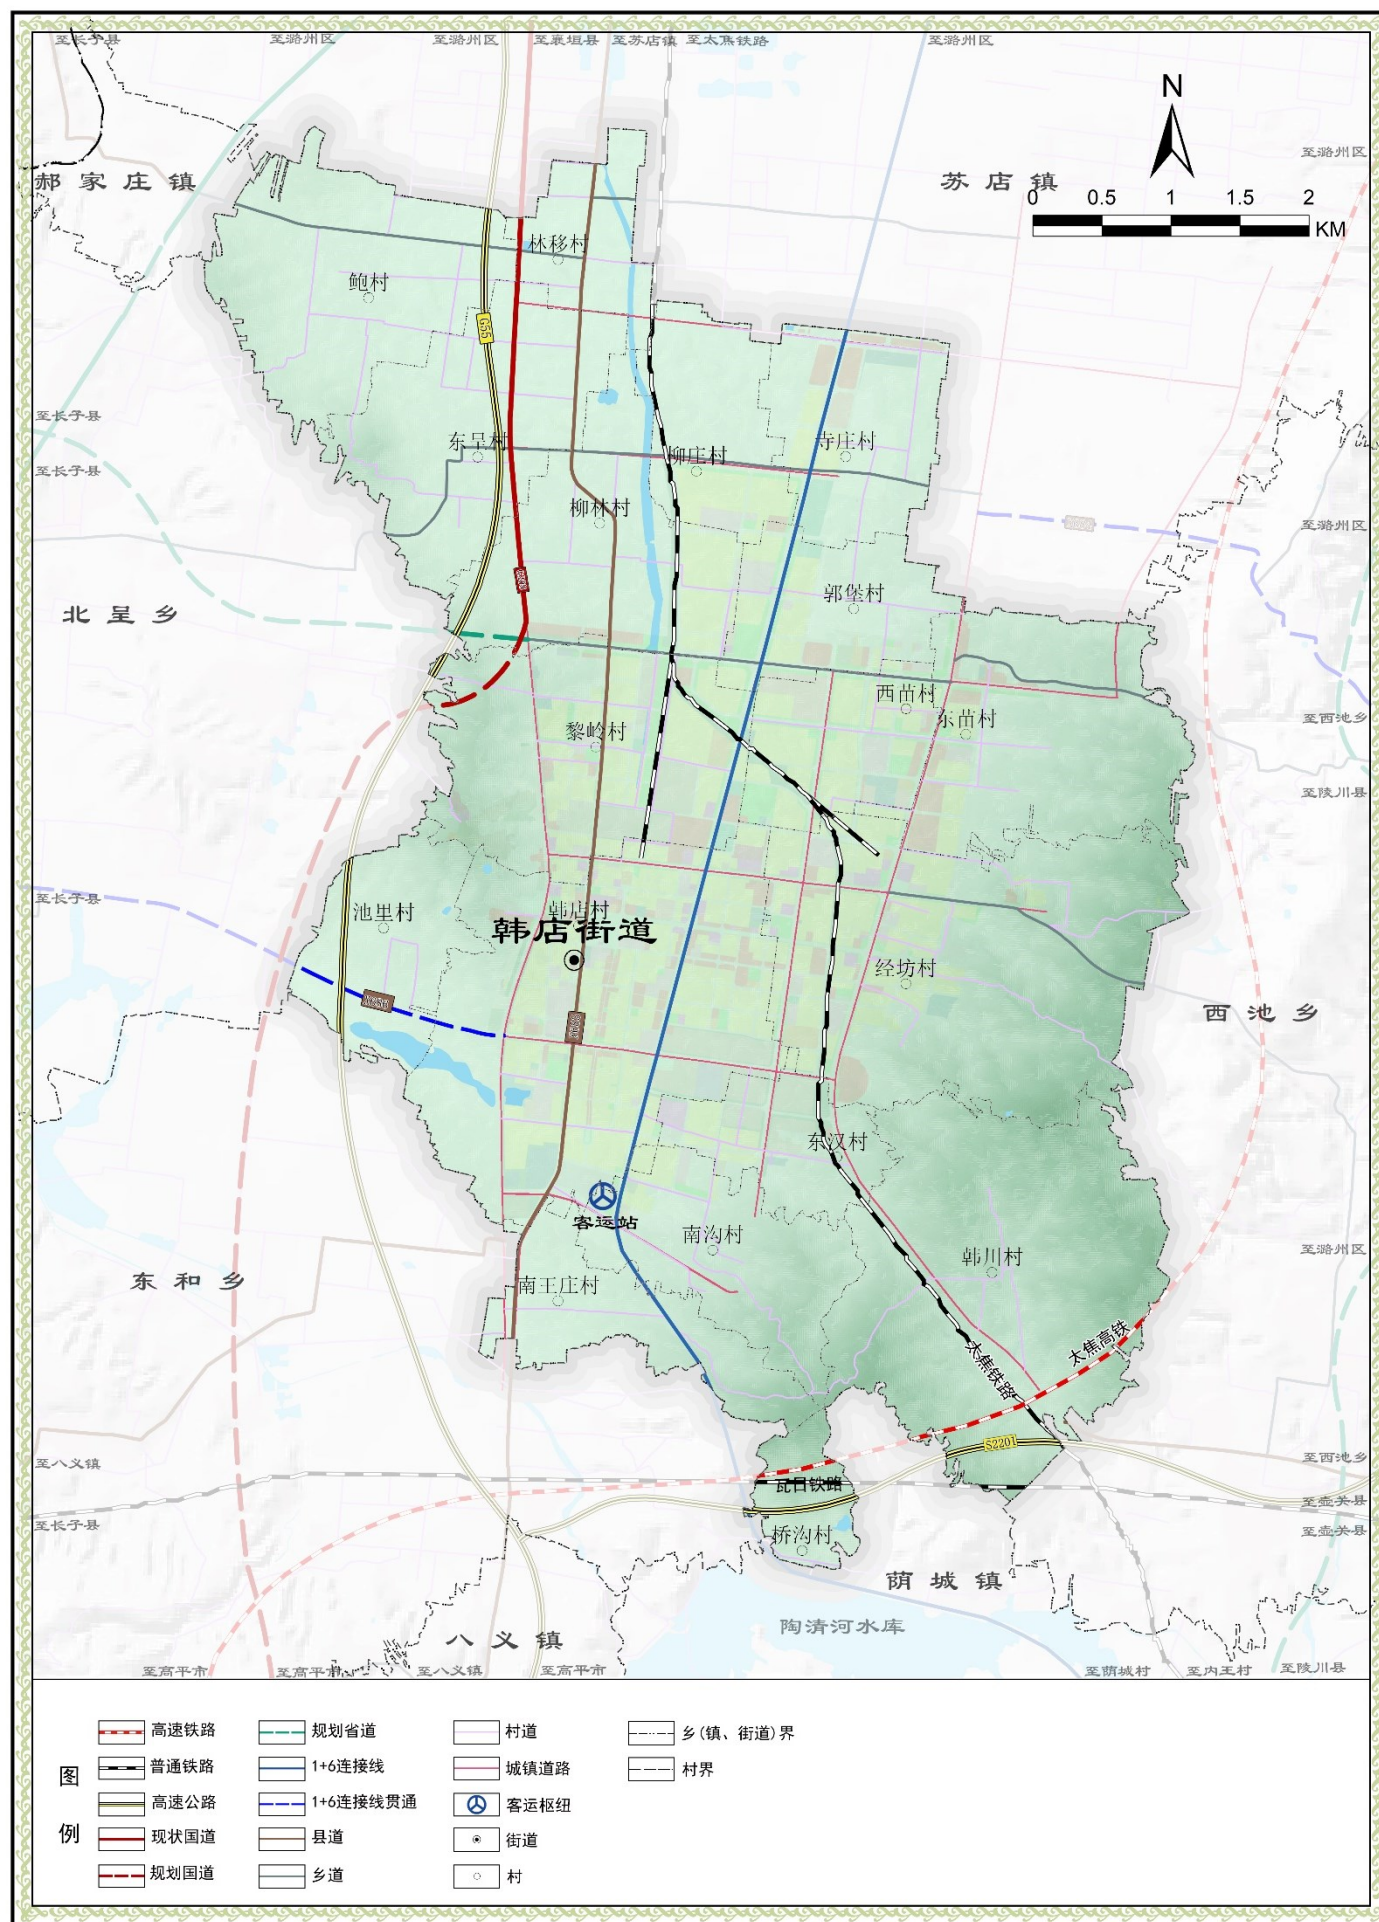 至长子县
至潞州区
至潞州区
至襄垣县
至苏店镇
至太焦铁路
至潞州区
N
至潞州区
郝家庄镇
苏店镇
0 0.5 1 1.5 2
KM
林移村
鲍村
G55
至长子县
东呈村
柳庄村
寺庄村
至长子县
柳林村
至潞州区
郭堡村
北呈乡
西苗村
东苗村
至西池乡
黎岭村
至陵川县
至长子县
池里村
韩店村
韩店街道
经坊村
西池乡
东汉村
客运站
南沟村
至潞州区
韩川村
东和乡
南王庄村
太焦高铁
太焦铁路
S2201
至八义镇
至西池乡
瓦日铁路
至壶关县
至长子县
至壶关县
桥沟村
荫城镇
陶清河水库
八义镇
至高平市
至高平市
至八义镇
至高平市
至荫城村
至内王村
至陵川县
图例
高速铁路
普通铁路
高速公路
现状国道
规划国道
规划省道
1+6连接线
1+6连接线贯通
县道
乡道
村道
城镇道路
客运枢纽
街道
村
乡(镇、街道)界
村界